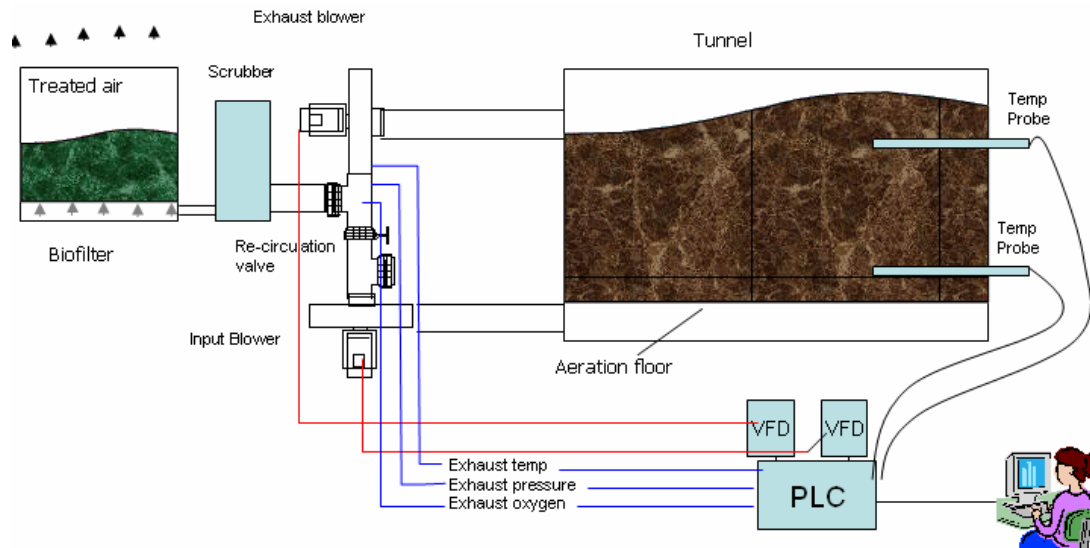 Exhaust blower
Tunnel
Scrubber
Treated air
Temp
Probe
Temp
Probe
Re-circulation
valve
Biofilter
Input Blower
Aeration floor
VFD
VFD
Exhaust temp
Exhaust pressure
Exhaust oxygen
PLC